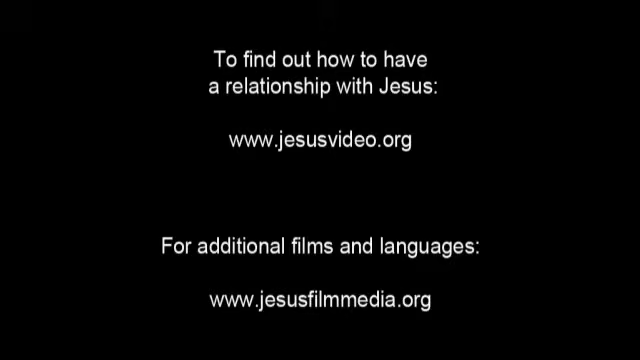 To find out how to have
a relationship with Jesus:
www.jesusvideo.org
For additional films and languages:
www.jesusfilmmedia.org